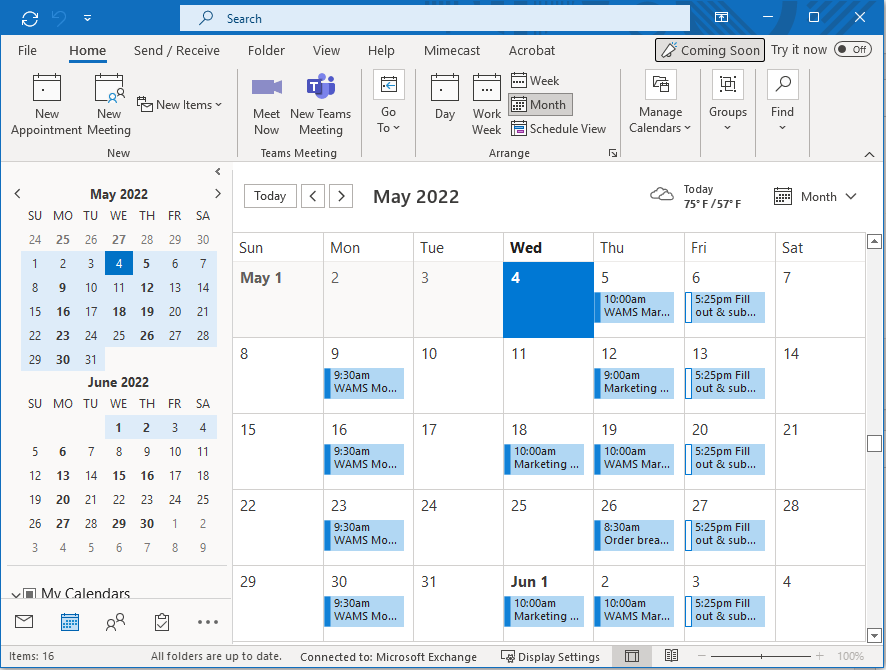 Search
File Home Send / Receive Folder View Help Mimecast Acrobat Coming Soon Try it now Off
New Appointment
New Meeting
New Items
New
Meet Now
New Teams Meeting
Teams Meeting
Go To
Day
Work Week
Week
Month
Schedule View
Arrange
Manage Calendars
Groups
Find
May 2022
SU MO TU WE TH FR SA
24 25 26 27 28 29 30
1 2 3 4 5 6 7
8 9 10 11 12 13 14
15 16 17 18 19 20 21
22 23 24 25 26 27 28
29 30 31
June 2022
SU MO TU WE TH FR SA
1 2 3 4
5 6 7 8 9 10 11
12 13 14 15 16 17 18
19 20 21 22 23 24 25
26 27 28 29 30 1 2
3 4 5 6 7 8 9
My Calendars
Today May 2022 Today 75° F / 57° F Month
Sun Mon Tue Wed Thu Fri Sat
May 1 2 3 4 5 6 7
10:00am 5:25pm Fill
WAMS Mar... out & sub...
8 9 10 11 12 13 14
9:30am 9:00am 5:25pm Fill
WAMS Mo... Marketing ... out & sub...
15 16 17 18 19 20 21
9:30am 10:00am 10:00am 5:25pm Fill
WAMS Mo... Marketing ... WAMS Mar... out & sub...
22 23 24 25 26 27 28
9:30am 8:30am 5:25pm Fill
WAMS Mo... Order brea... out & sub...
29 30 31 Jun 1 2 3 4
9:30am 10:00am 10:00am 5:25pm Fill
WAMS Mo... Marketing ... WAMS Mar... out & sub...
Items: 16 All folders are up to date. Connected to: Microsoft Exchange Display Settings 100%